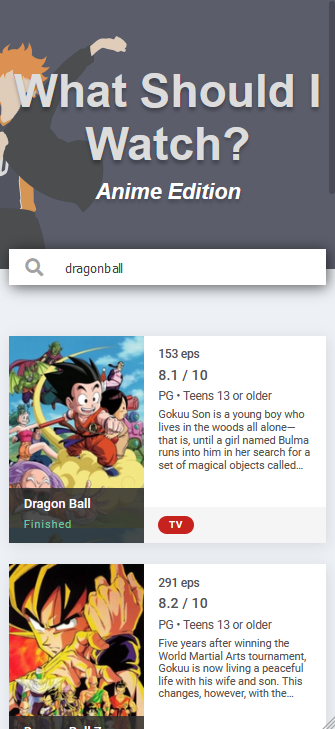 What Should I
Watch?
Anime Edition
dragonball
153 eps
8.1 / 10
PG • Teens 13 or older
Gokuu Son is a young boy who
lives in the woods all alone—
that is, until a girl named Bulma
runs into him in her search for a
set of magical objects called…
Dragon Ball
Finished
TV
291 eps
8.2 / 10
PG • Teens 13 or older
Five years after winning the
World Martial Arts tournament,
Gokuu is now living a peaceful
life with his wife and son. This
changes, however, with the…
Dragon Ball Z